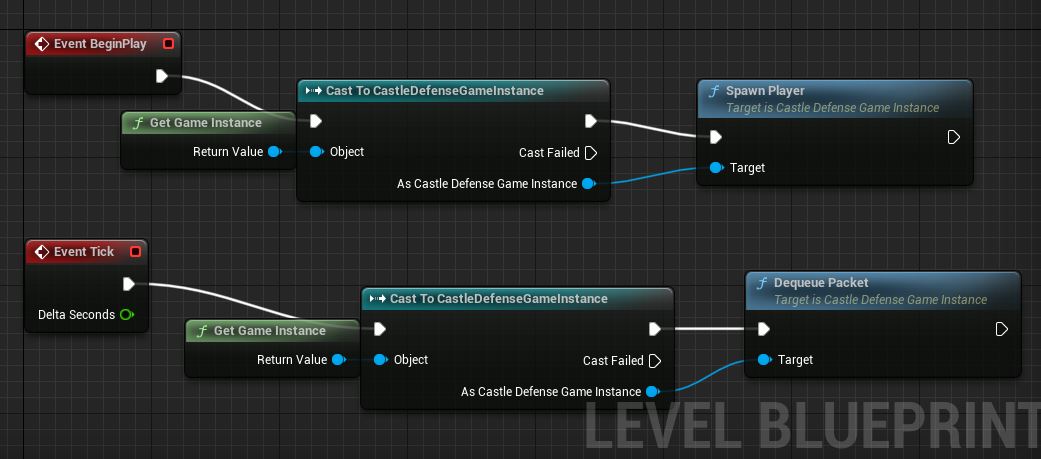 Event BeginPlay
Cast To CastleDefenseGameInstance
Spawn Player
Target is Castle Defense Game Instance
Get Game Instance
Return Value
Object
Cast Failed
As Castle Defense Game Instance
Target
Event Tick
Delta Seconds
Cast To CastleDefenseGameInstance
Dequeue Packet
Target is Castle Defense Game Instance
Get Game Instance
Return Value
Object
Cast Failed
As Castle Defense Game Instance
Target
LEVEL BLUEPRINT